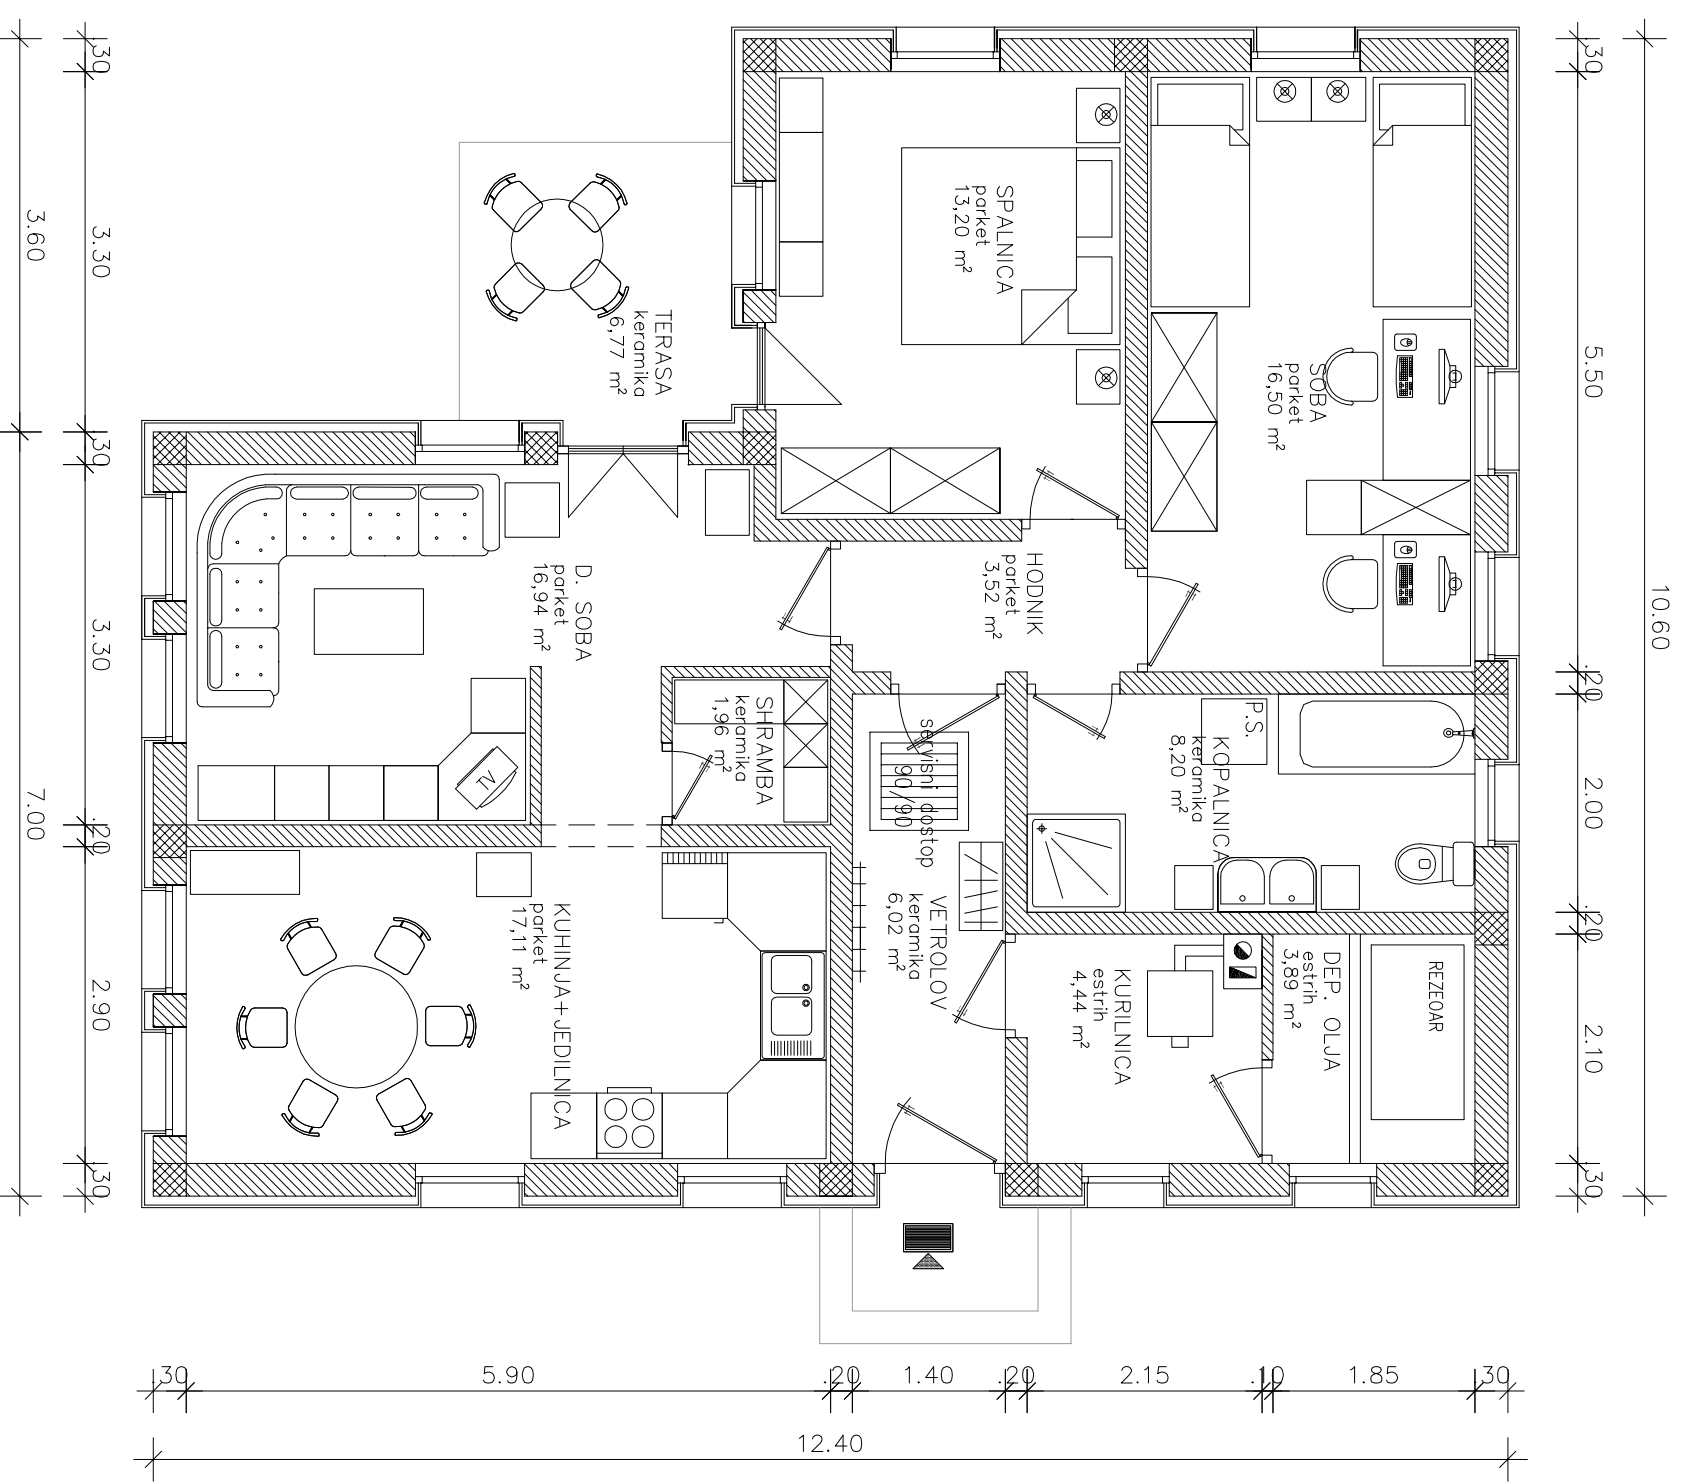 SPALNICA
parket
13,20 m²
SOBA
parket
16,50 m²
TERASA
keramika
6,77 m²
D. SOBA
parket
16,94 m²
HODNIK
parket
3,52 m²
SHRAMBA
keramika
1,96 m²
TV
servisni dostop
90/90
P.S.
KOPALNICA
keramika
8,20 m²
KUHINJA+JEDILNICA
parket
17,11 m²
VETROLOV
keramika
6,02 m²
KURILNICA
estrih
4,44 m²
DEP. OLJA
estrih
3,89 m²
REZEOAR
3.60
7.00
.30
3.30
.30
3.30
.20
2.90
.30
.30
5.50
.20
2.00
.20
2.10
.30
10.60
.30
5.90
.20
1.40
.20
2.15
.10
1.85
.30
12.40